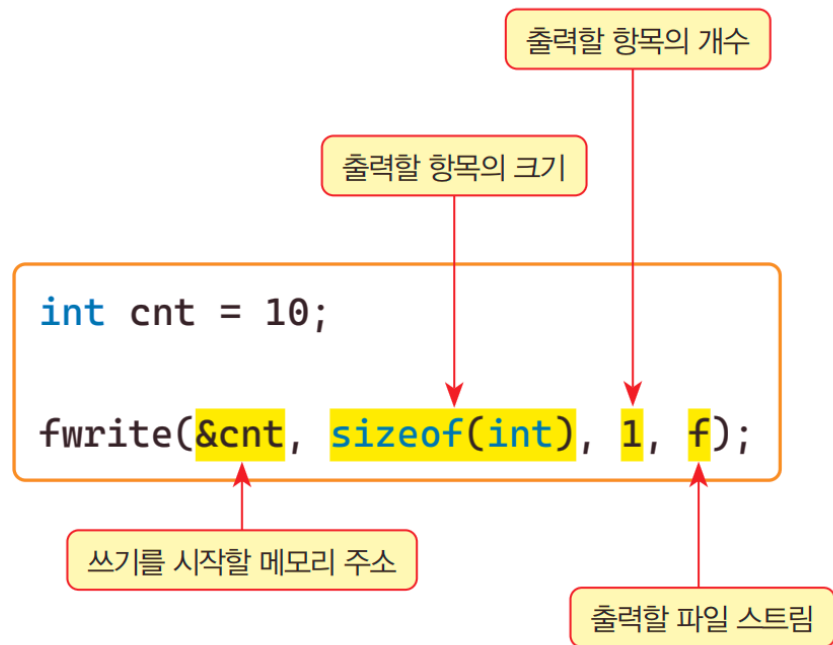 출력할 항목의 개수
출력할 항목의 크기
int cnt = 10;
fwrite(&cnt, sizeof(int), 1, f);
쓰기를 시작할 메모리 주소
출력할 파일 스트림